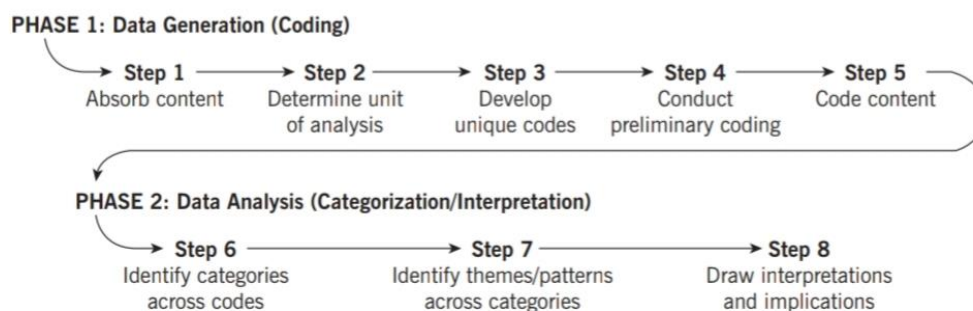 PHASE 1: Data Generation (Coding)
Step 1 Step 2 Step 3 Step 4 Step 5
Absorb content Determine unit Develop Conduct Code content
of analysis unique codes preliminary coding
PHASE 2: Data Analysis (Categorization/Interpretation)
Step 6 Step 7 Step 8
Identify categories Identify themes/patterns Draw interpretations
across codes across categories and implications